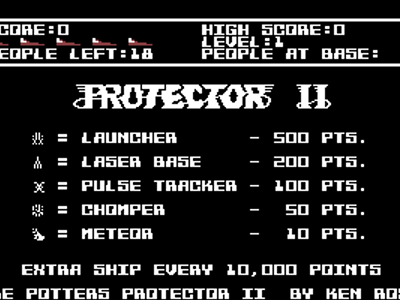 CORE:0 HIGH SCORE:0
LEVEL:1
EOPLE LEFT:18 PEOPLE AT BASE:
PROTECTOR II
= LAUNCHER - 500 PTS.
= LASER BASE - 200 PTS.
= PULSE TRACKER - 100 PTS.
= CHOMPER - 50 PTS.
= METEOR - 10 PTS.
EXTRA SHIP EVERY 10,000 POINTS
E POTTERS PROTECTOR II BY KEN RO